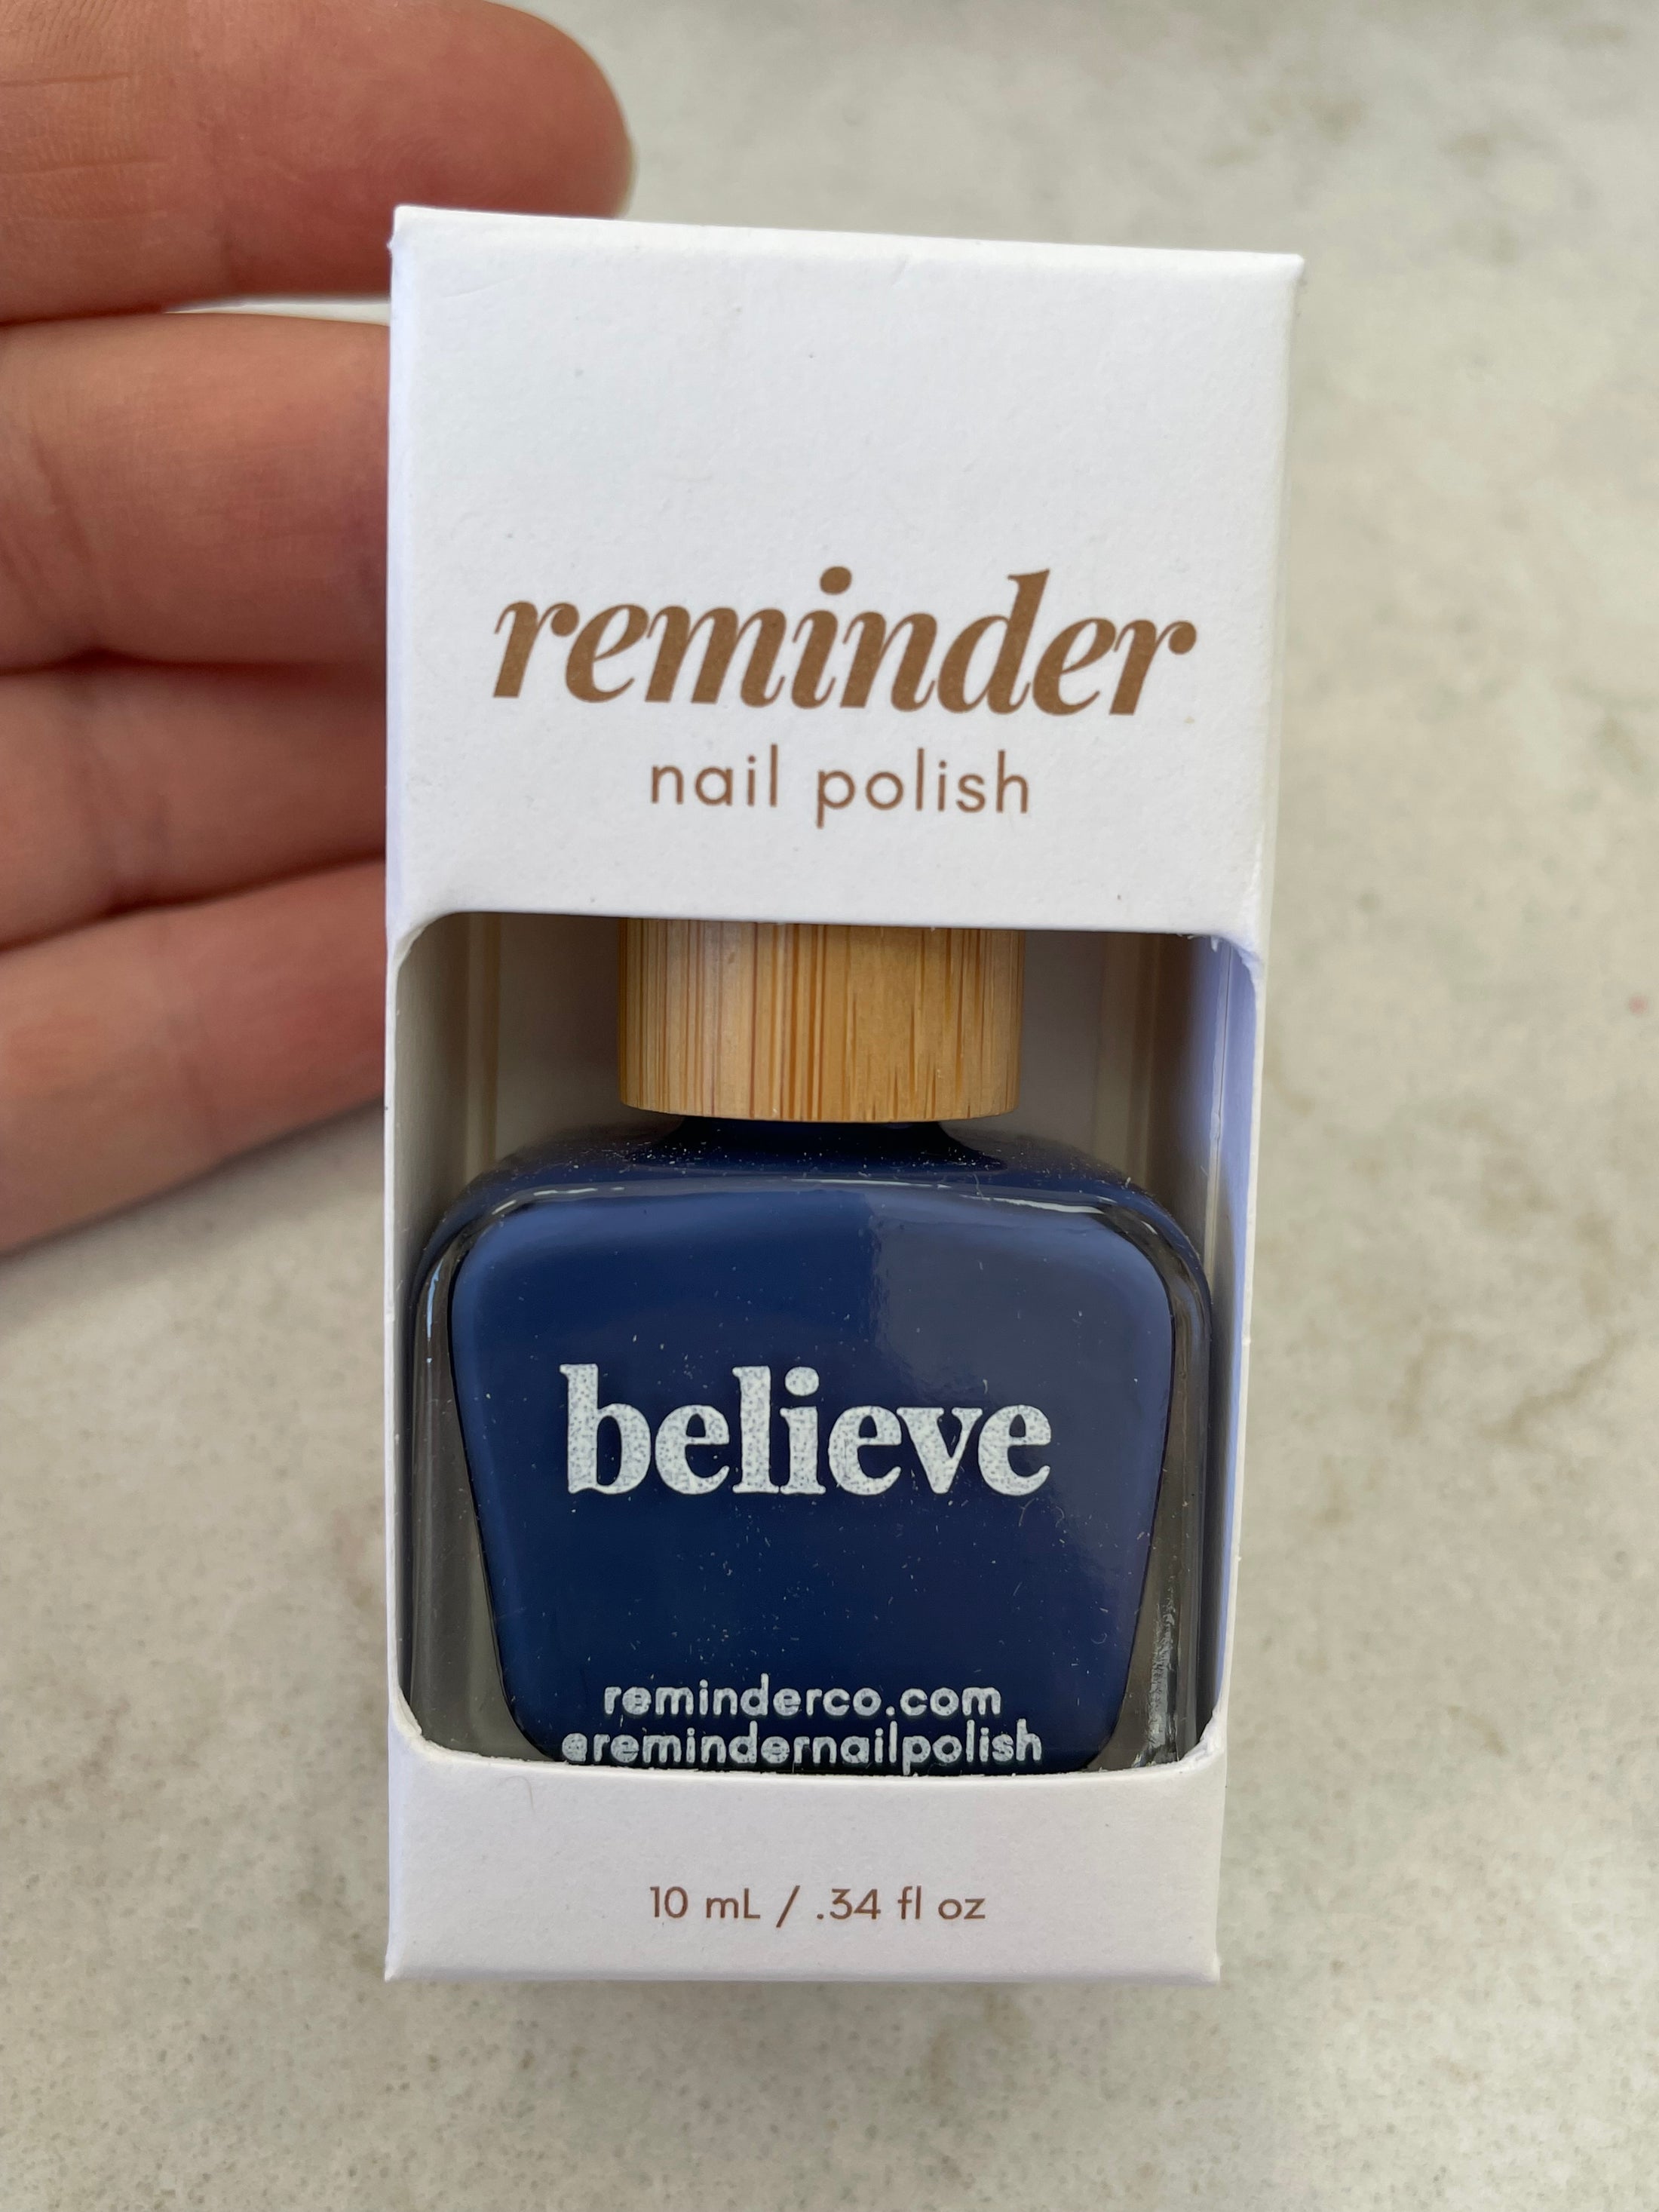 reminder
nail polish
believe
reminderco.com
@remindernailpolish
10 mL / .34 fl oz